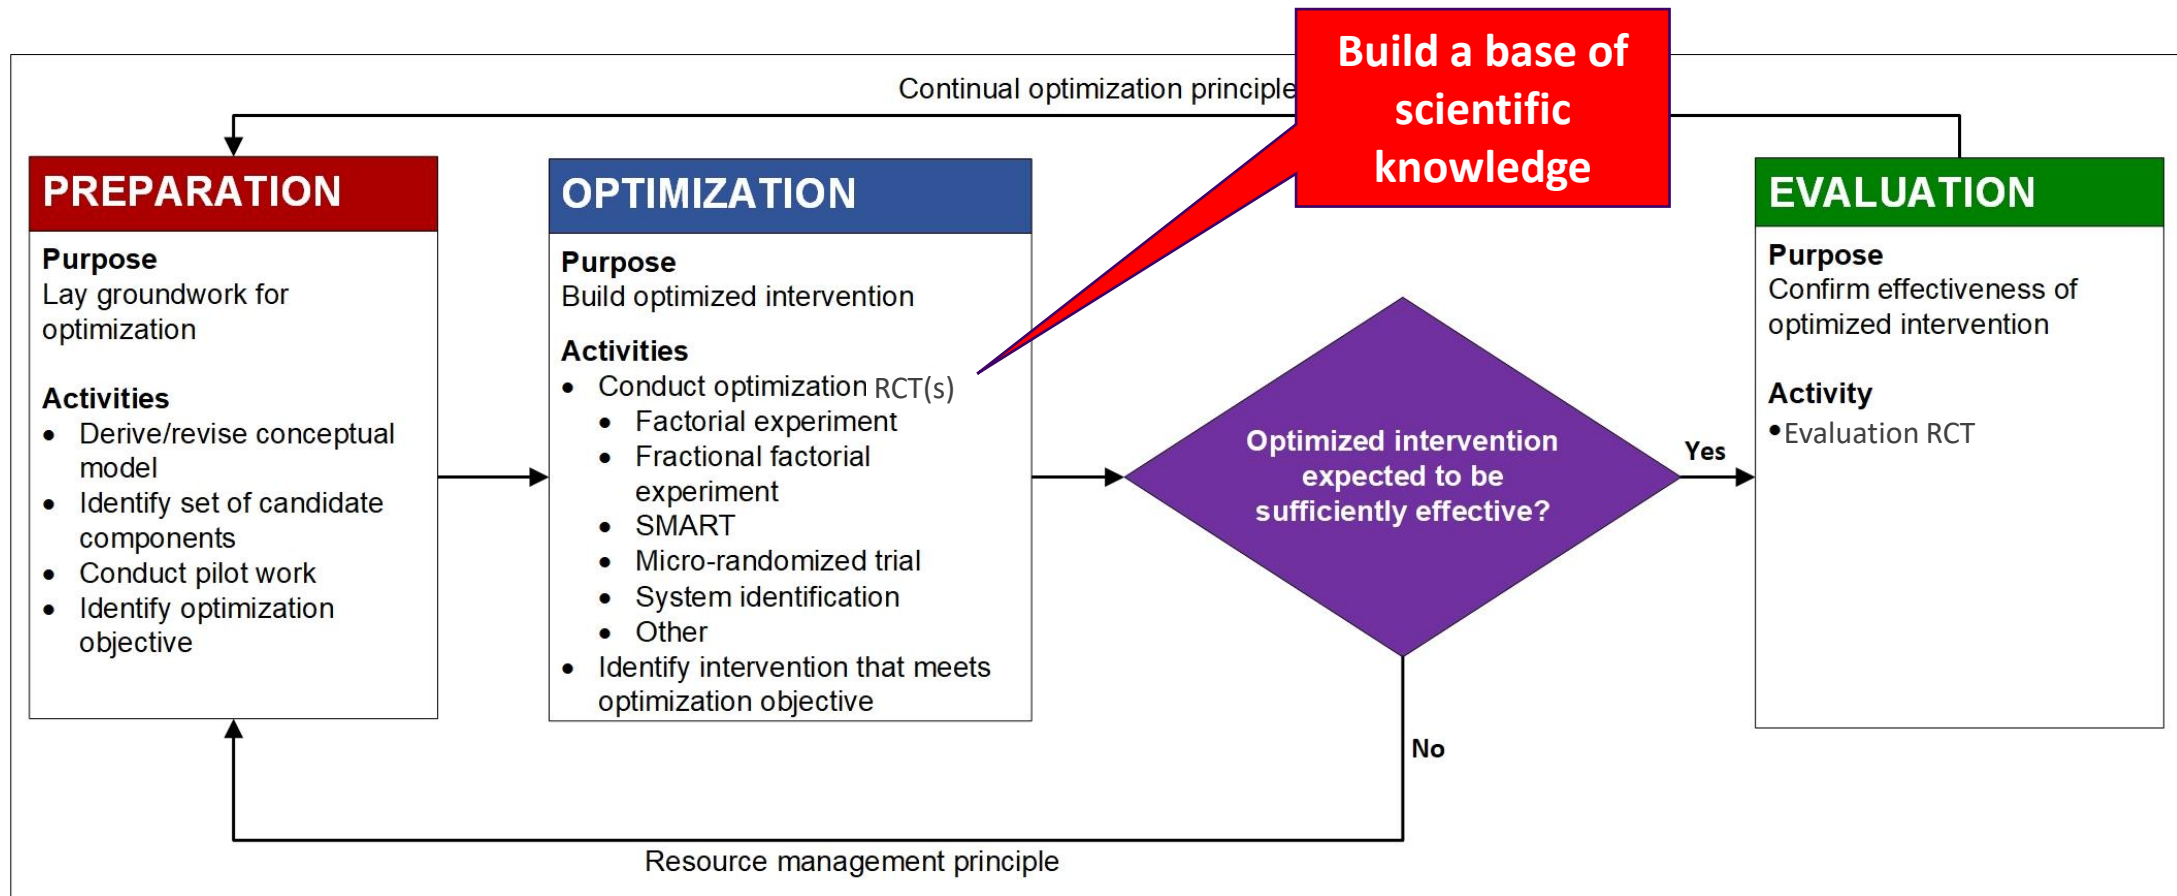 Build a base of
scientific
knowledge
Continual optimization principle
PREPARATION
Purpose
Lay groundwork for
optimization
Activities
• Derive/revise conceptual
model
• Identify set of candidate
components
• Conduct pilot work
• Identify optimization
objective
OPTIMIZATION
Purpose
Build optimized intervention
Activities
• Conduct optimization RCT(s)
• Factorial experiment
• Fractional factorial
experiment
• SMART
• Micro-randomized trial
• System identification
• Other
• Identify intervention that meets
optimization objective
Optimized intervention
expected to be
sufficiently effective?
Yes
No
EVALUATION
Purpose
Confirm effectiveness of
optimized intervention
Activity
•Evaluation RCT
Resource management principle